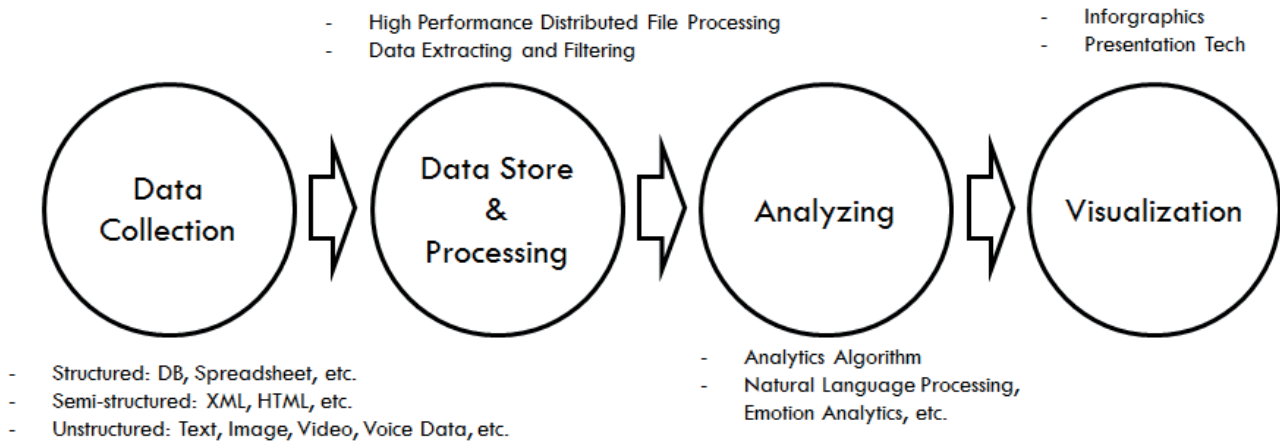 - High Performance Distributed File Processing
- Data Extracting and Filtering
- Inforgraphics
- Presentation Tech
Data
Collection
Data Store
&
Processing
Analyzing
Visualization
- Structured: DB, Spreadsheet, etc.
- Semi-structured: XML, HTML, etc.
- Unstructured: Text, Image, Video, Voice Data, etc.
- Analytics Algorithm
- Natural Language Processing,
Emotion Analytics, etc.